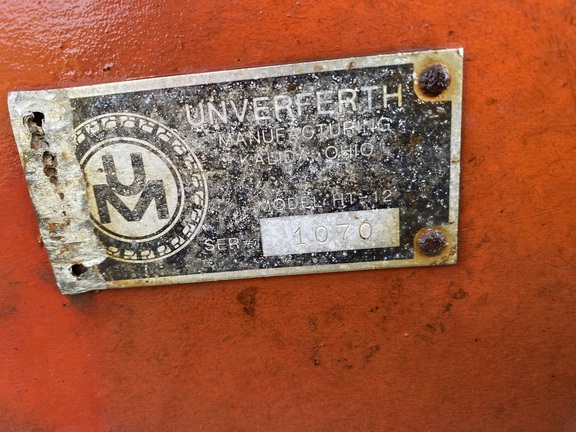 UNVERFERTH
MANUFACTURING
KALIDA, OHIO
UM
MODEL HT-12
SER# 1070